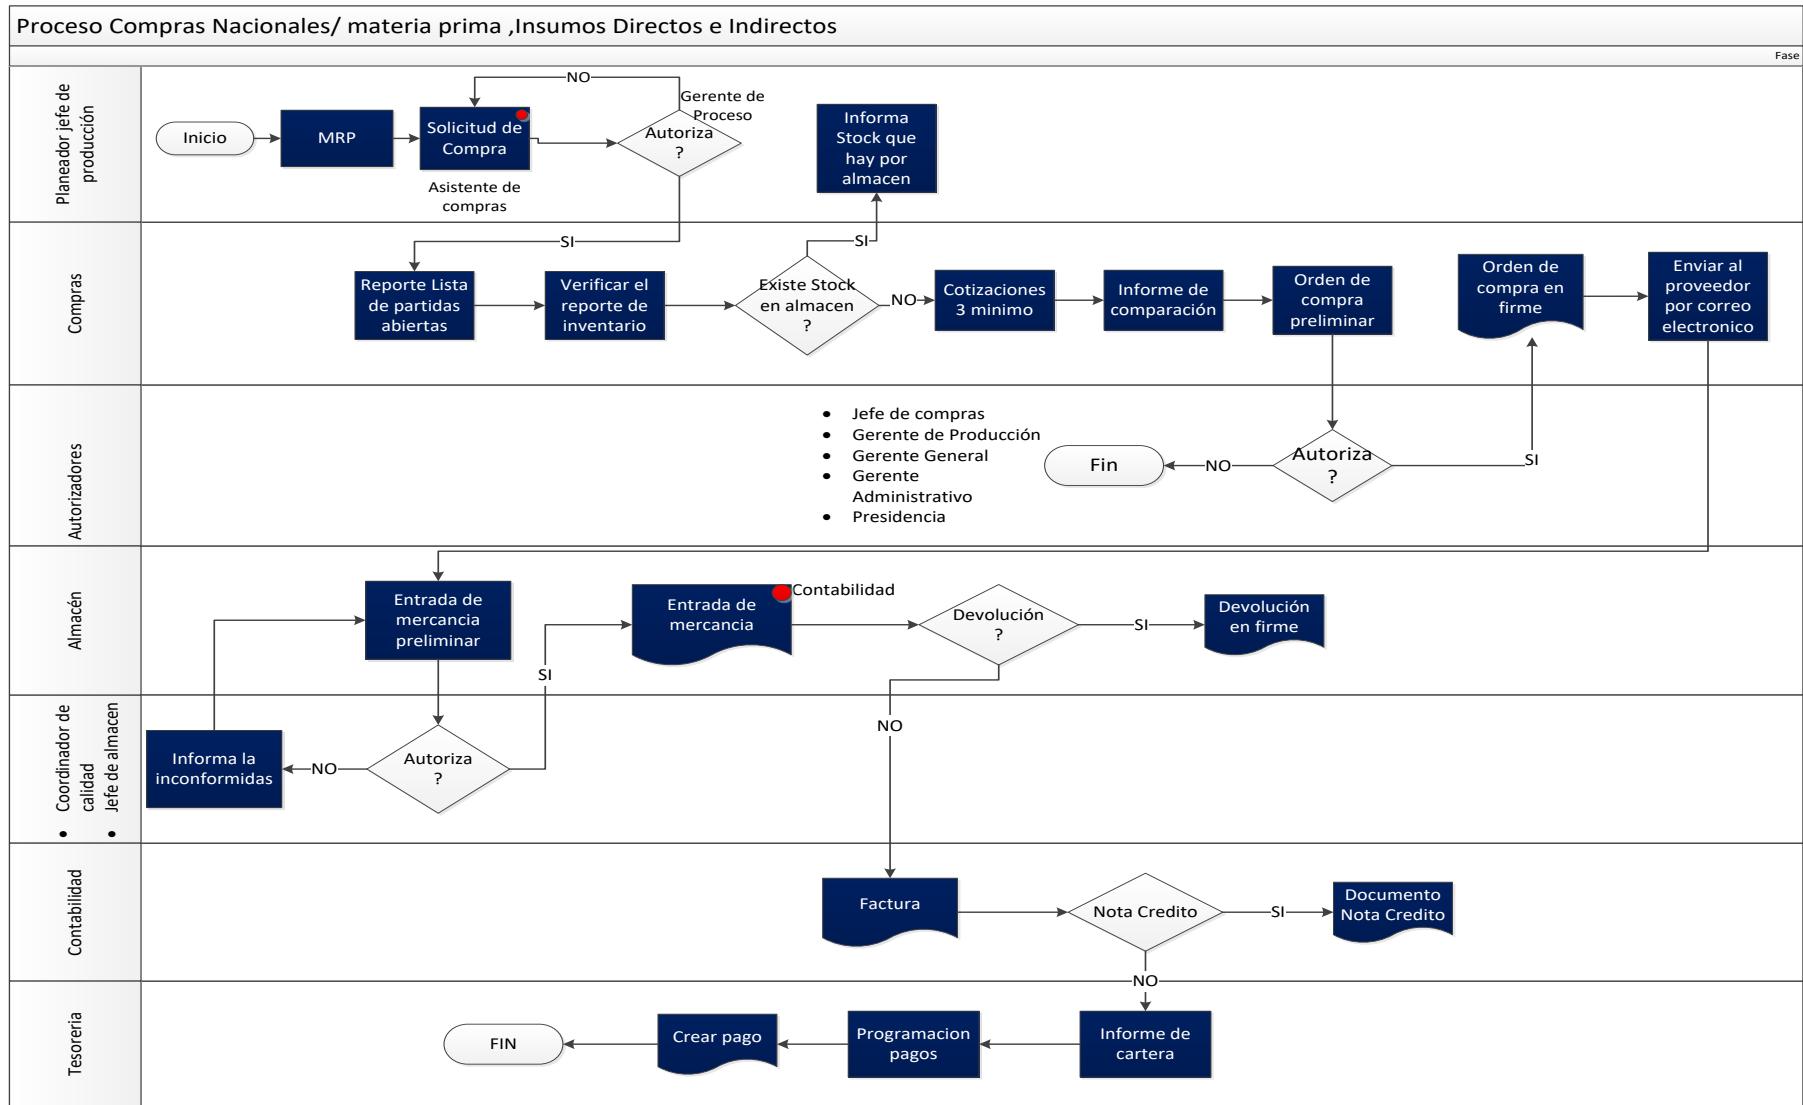 Proceso Compras Nacionales/ materia prima ,Insumos Directos e Indirectos
Fase
Planeador jefe de
producción
Inicio
MRP
Solicitud de
Compra
Asistente de
compras
NO
Gerente de
Proceso
Autoriza
?
Informa
Stock que
hay por
almacen
Compras
SI
Reporte Lista
de partidas
abiertas
Verificar el
reporte de
inventario
Existe Stock
en almacen
?
SI
NO
Cotizaciones
3 minimo
Informe de
comparación
Orden de
compra
preliminar
Orden de
compra en
firme
Enviar al
proveedor
por correo
electronico
Autorizadores
• Jefe de compras
• Gerente de Producción
• Gerente General
• Gerente
Administrativo
• Presidencia
Fin
NO
Autoriza
?
SI
Almacén
Entrada de
mercancia
preliminar
SI
Entrada de
mercancia
Contabilidad
Devolución
?
SI
Devolución
en firme
• Coordinador de
calidad
• Jefe de almacen
Informa la
inconformidas
NO
Autoriza
?
NO
Contabilidad
Factura
Nota Credito
SI
Documento
Nota Credito
NO
Tesoreria
FIN
Crear pago
Programacion
pagos
Informe de
cartera